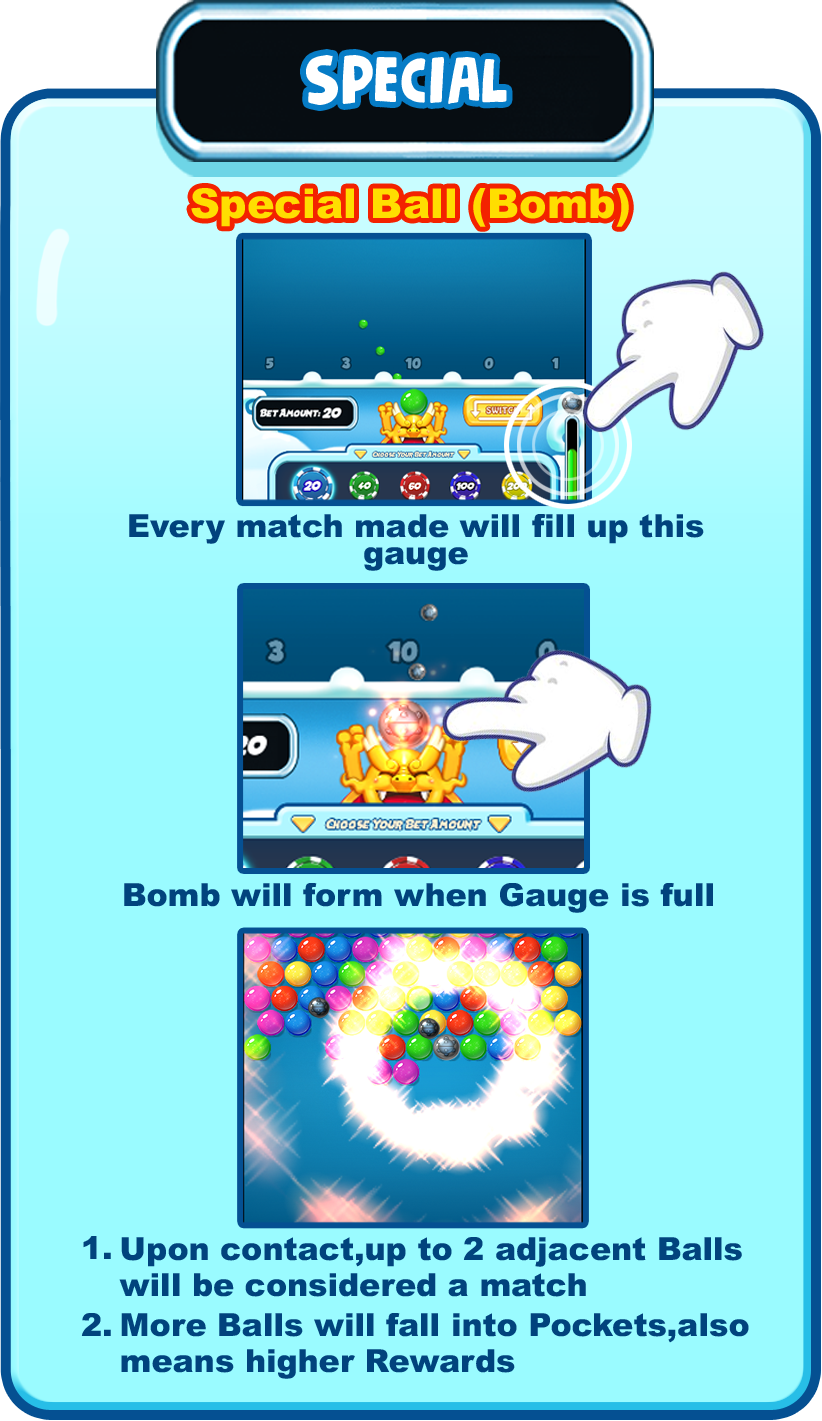 SPECIAL
Special Ball (Bomb)
5 3 10 0 1
BET AMOUNT: 20
SWITCH
CHOOSE YOUR BET AMOUNT
20 40 60 100 200
Every match made will fill up this
gauge
3 10 0
20
CHOOSE YOUR BET AMOUNT
Bomb will form when Gauge is full
1. Upon contact,up to 2 adjacent Balls
will be considered a match
2. More Balls will fall into Pockets,also
means higher Rewards